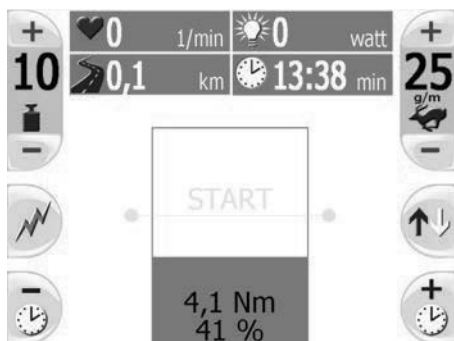 +
10
−
0 1/min
0 watt
0,1 km
13:38 min
+
25
g/m
−
START
4,1 Nm
41 %
−
+